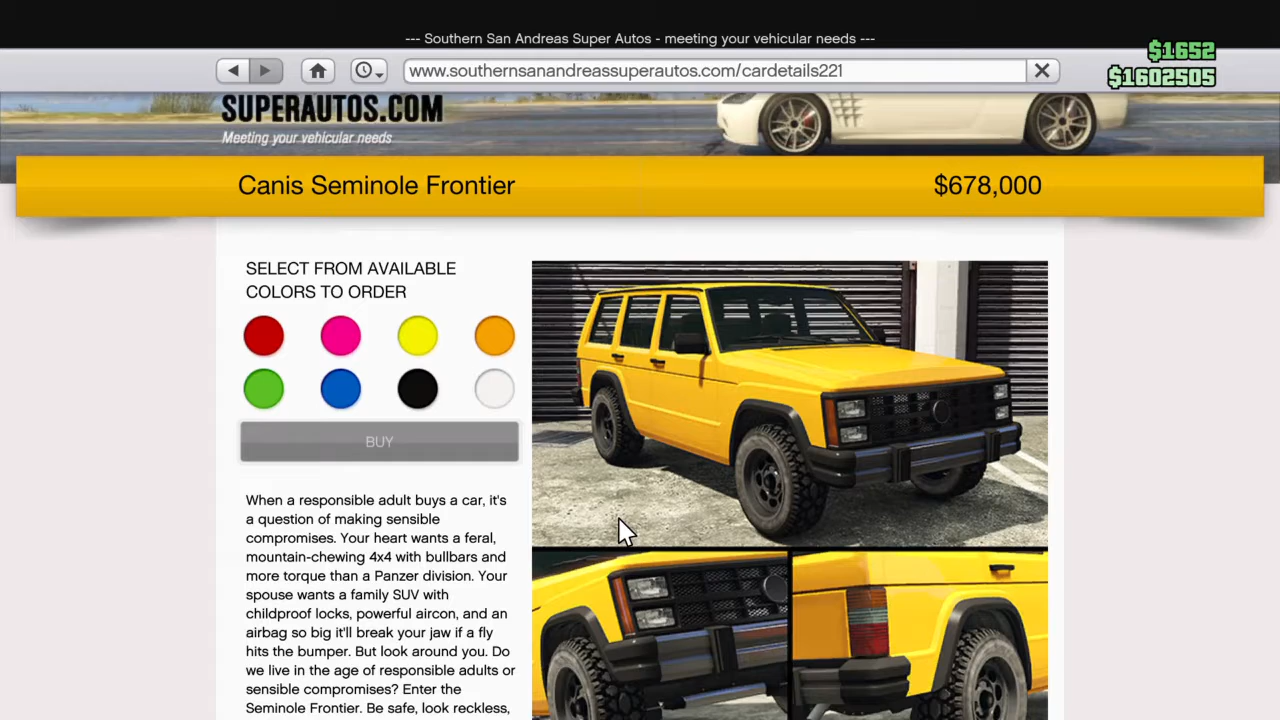 --- Southern San Andreas Super Autos - meeting your vehicular needs ---
$1652
www.southernsanandreassuperautos.com/cardetails221
$1602505
SUPERAUTOS.COM
Meeting your vehicular needs
Canis Seminole Frontier
$678,000
SELECT FROM AVAILABLE
COLORS TO ORDER
BUY
When a responsible adult buys a car, it's
a question of making sensible
compromises. Your heart wants a feral,
mountain-chewing 4x4 with bullbars and
more torque than a Panzer division. Your
spouse wants a family SUV with
childproof locks, powerful aircon, and an
airbag so big it'll break your jaw if a fly
hits the bumper. But look around you. Do
we live in the age of responsible adults or
sensible compromises? Enter the
Seminole Frontier. Be safe, look reckless,